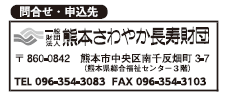 問合せ・申込先
一般財団法人 熊本さわやか長寿財団
〒860-0842 熊本市中央区南千反畑町3-7
(熊本県総合福祉センター3階)
TEL 096-354-3083 FAX 096-354-3103